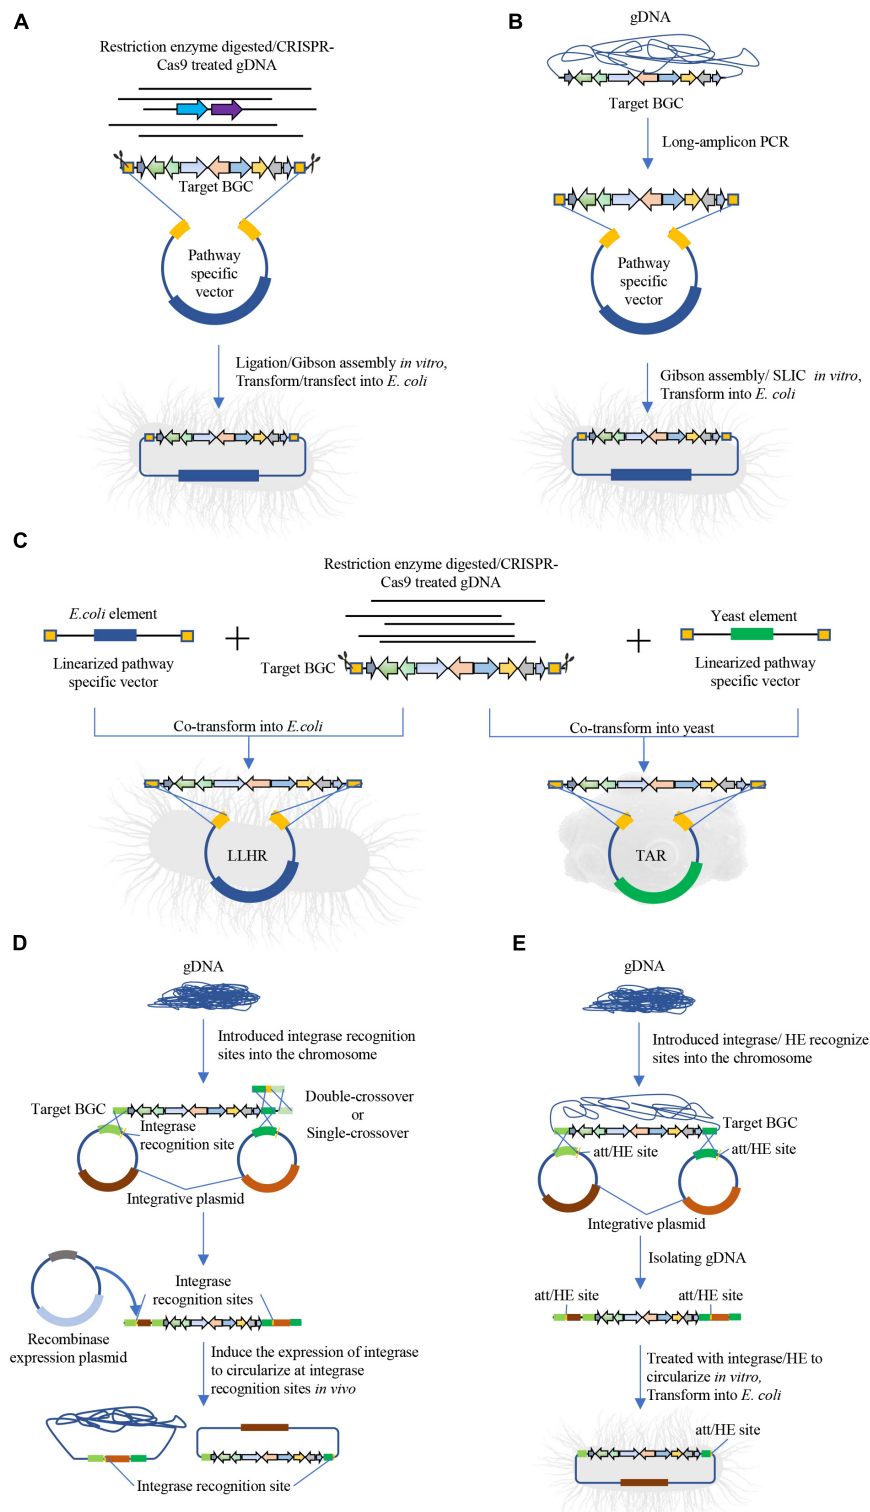 A
Restriction enzyme digested/CRISPR-
Cas9 treated gDNA
Target BGC
Pathway
specific
vector
Ligation/Gibson assembly in vitro,
Transform/transfect into E. coli
B
gDNA
Target BGC
Long-amplicon PCR
Pathway
specific
vector
Gibson assembly/ SLIC in vitro,
Transform into E. coli
C
Restriction enzyme digested/CRISPR-
Cas9 treated gDNA
E.coli element
Linearized pathway
specific vector
Target BGC
Yeast element
Linearized pathway
specific vector
Co-transform into E.coli
Co-transform into yeast
LLHR
TAR
D
gDNA
Introduced integrase recognition
sites into the chromosome
Target BGC
Double-crossover
or
Single-crossover
Integrase
recognition site
Integrative plasmid
Integrase
recognition sites
Recombinase
expression plasmid
Induce the expression of integrase
to circularize at integrase
recognition sites in vivo
Integrase recognition site
E
gDNA
Introduced integrase/ HE recognize
sites into the chromosome
Target BGC
att/HE site
att/HE site
Integrative plasmid
Isolating gDNA
att/HE site
att/HE site
Treated with integrase/HE to
circularize in vitro,
Transform into E. coli
att/HE site